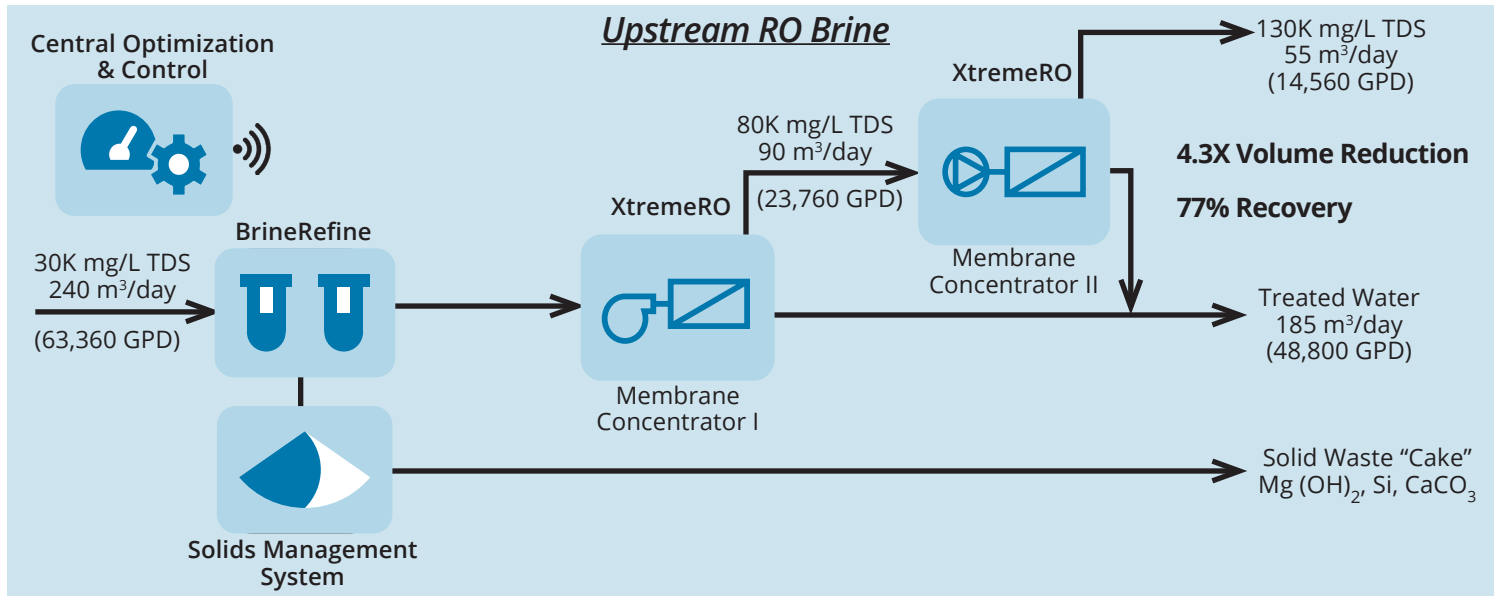 Upstream RO Brine
Central Optimization
& Control
30K mg/L TDS
240 m³/day
(63,360 GPD)
BrineRefine
Solids Management
System
XtremeRO
Membrane
Concentrator I
80K mg/L TDS
90 m³/day
(23,760 GPD)
XtremeRO
Membrane
Concentrator II
130K mg/L TDS
55 m³/day
(14,560 GPD)
4.3X Volume Reduction
77% Recovery
Treated Water
185 m³/day
(48,800 GPD)
Solid Waste “Cake”
Mg (OH)₂, Si, CaCO₃